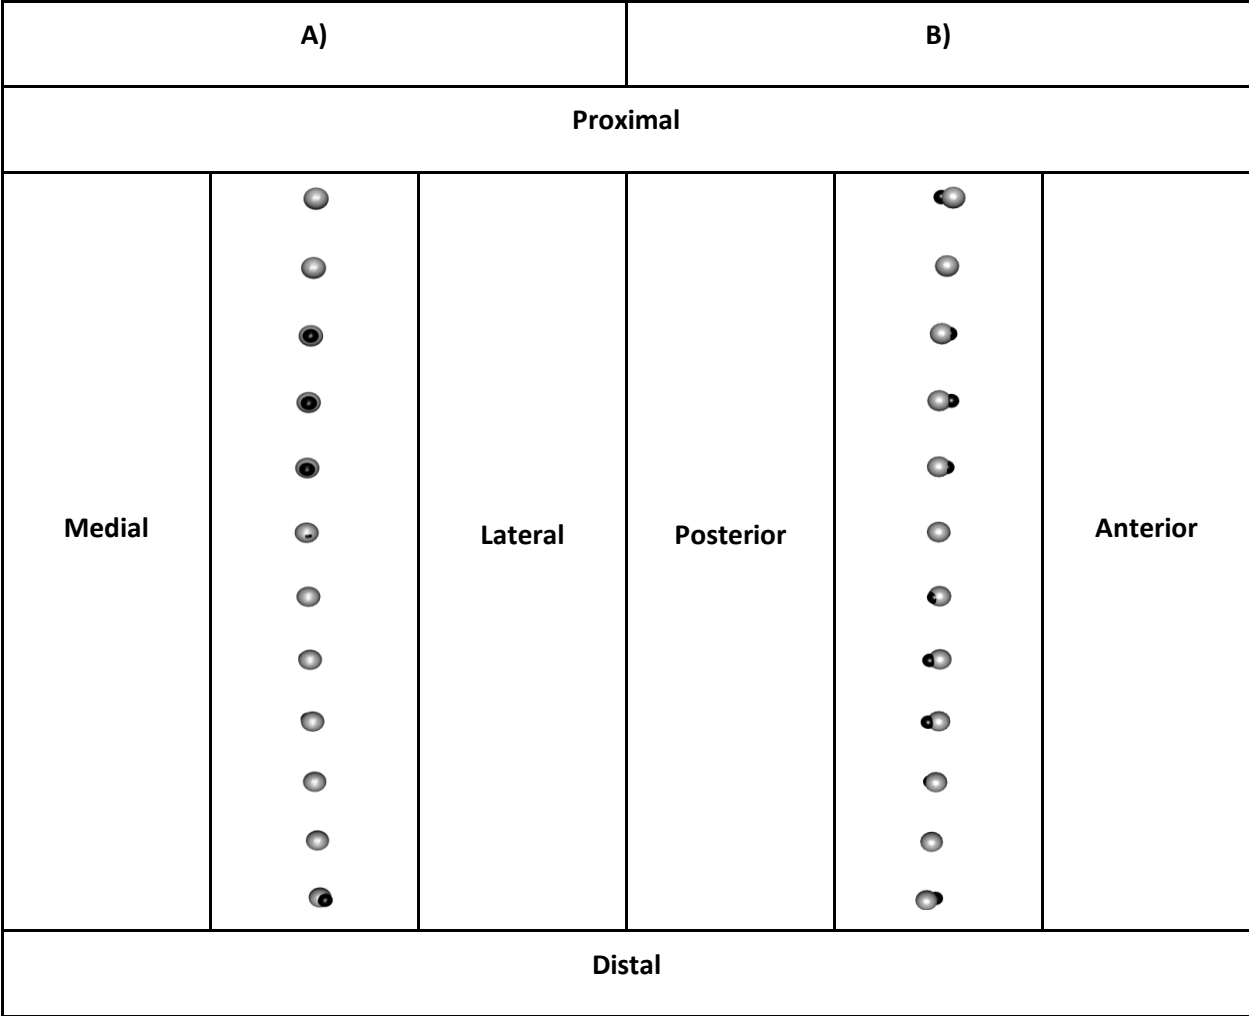 A)
B)
Proximal
Medial
Lateral
Posterior
Anterior
Distal